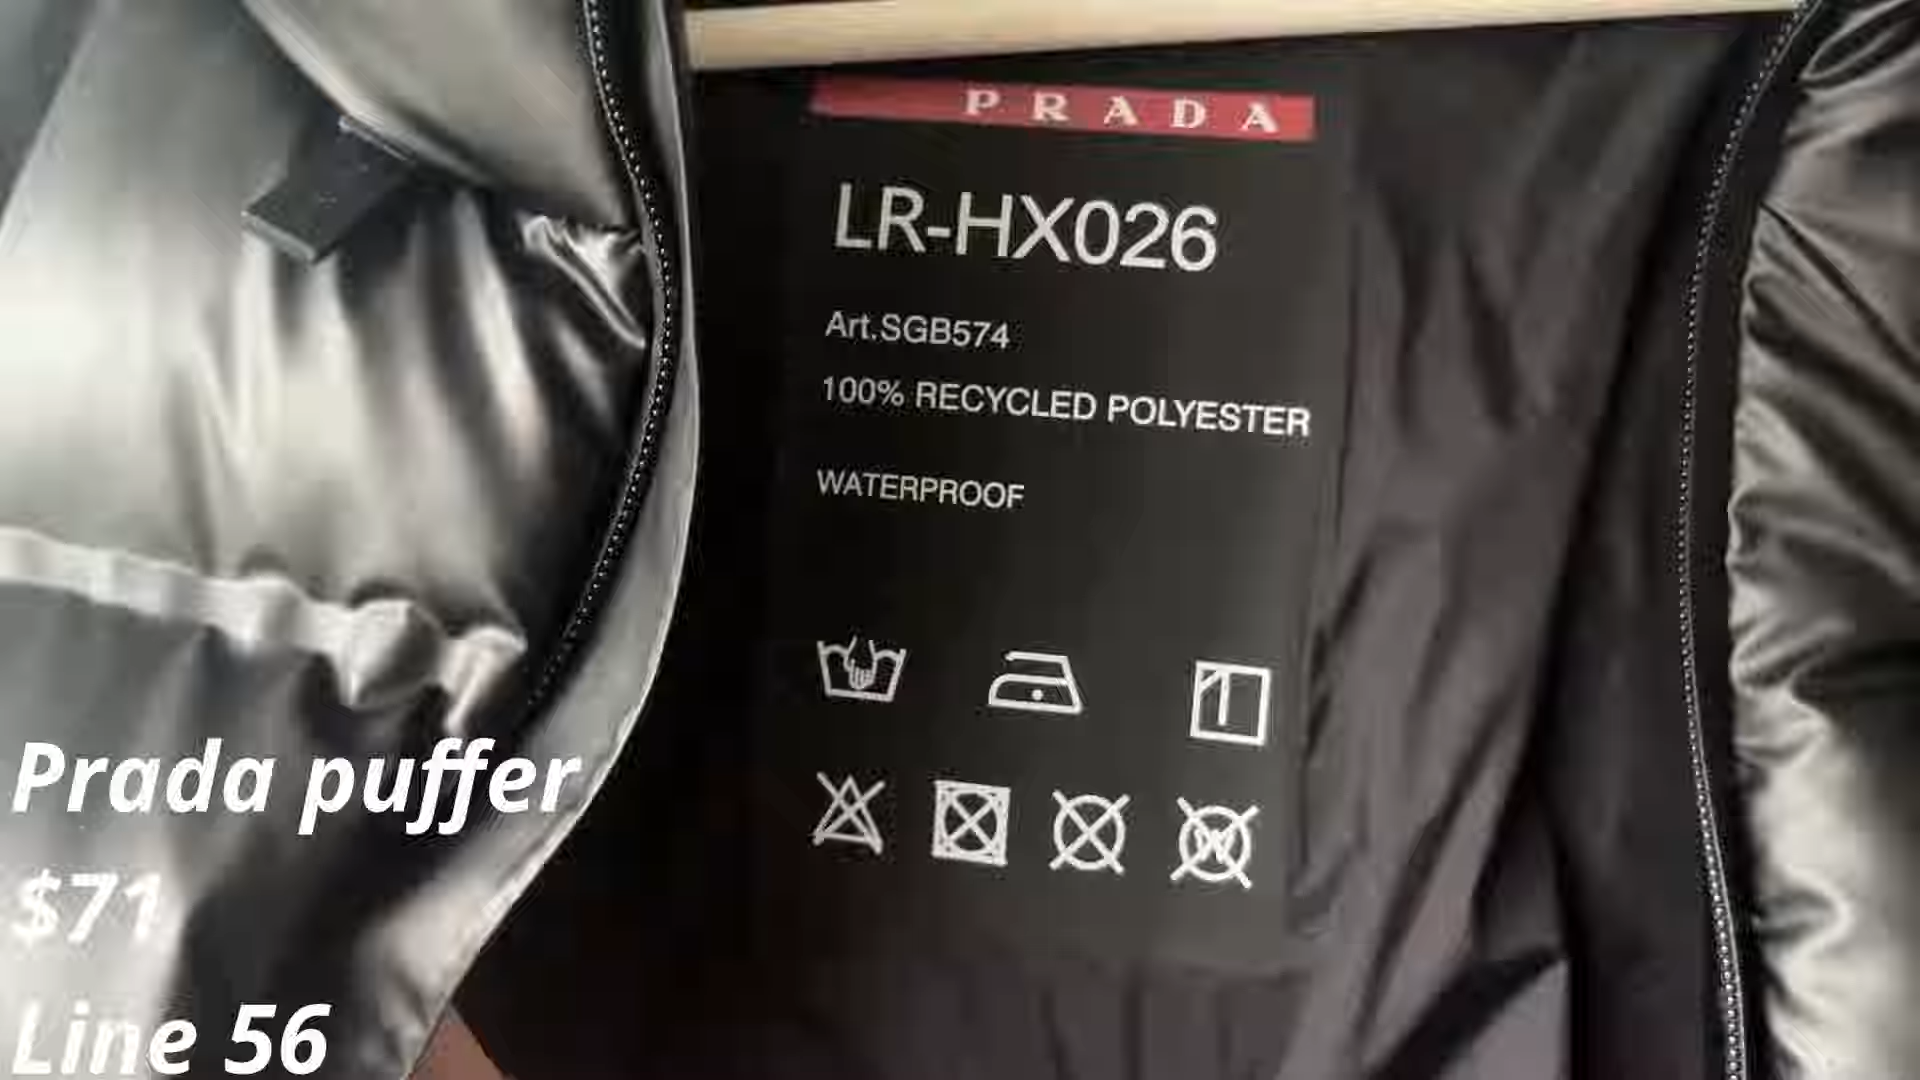 PRADA
LR-HX026
Art.SGB574
100% RECYCLED POLYESTER
WATERPROOF
W
Prada puffer
$71
Line 56